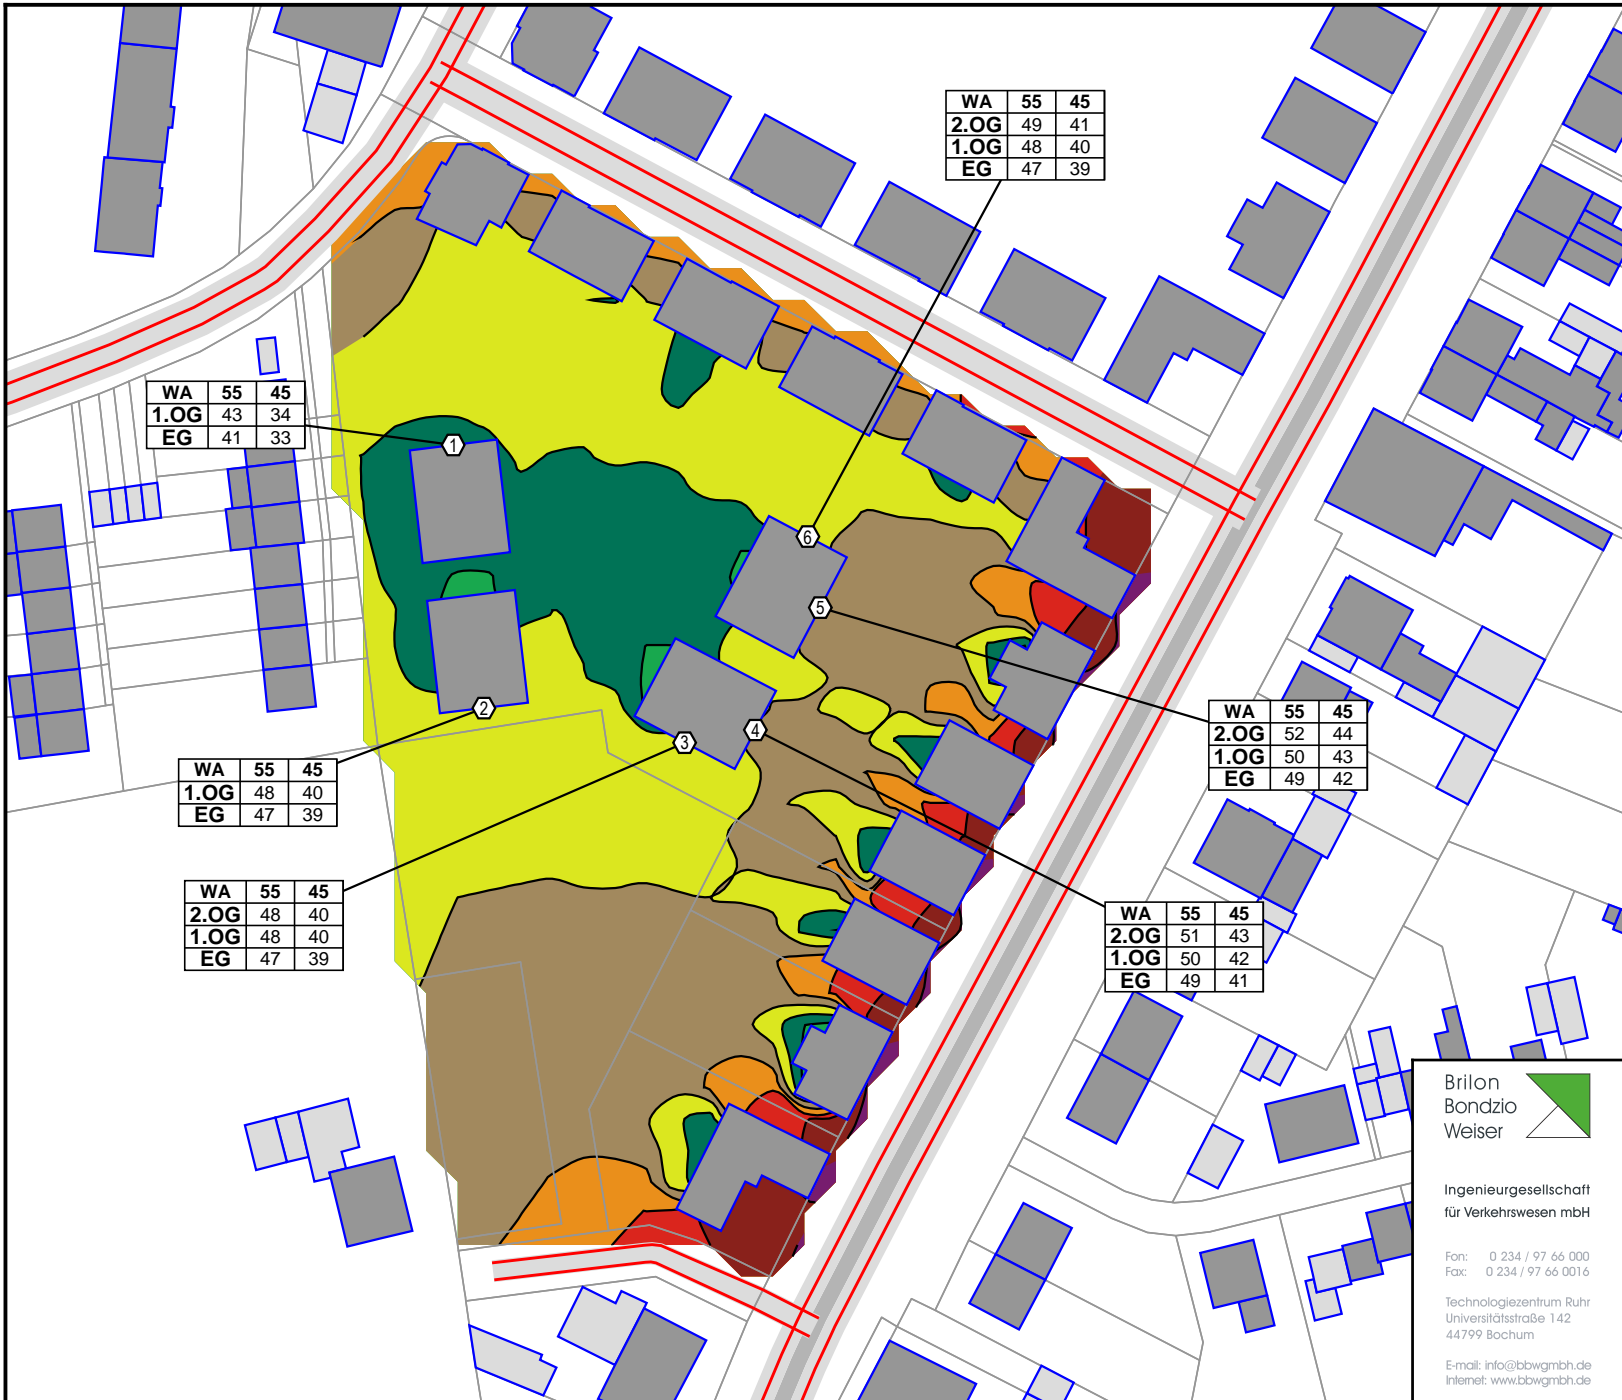 WA 55 45
2.OG 49 41
1.OG 48 40
EG 47 39
WA 55 45
1.OG 43 34
EG 41 33
1
6
5
2
3
4
WA 55 45
2.OG 52 44
1.OG 50 43
EG 49 42
WA 55 45
1.OG 48 40
EG 47 39
WA 55 45
2.OG 48 40
1.OG 48 40
EG 47 39
WA 55 45
2.OG 51 43
1.OG 50 42
EG 49 41
Brilon
Bondzio
Weiser
Ingenieurgesellschaft
für Verkehrswesen mbH
Fon: 0 234 / 97 66 000
Fax: 0 234 / 97 66 0016
Technologiezentrum Ruhr
Universitätsstraße 142
44799 Bochum
E-mail: info@bbwgmbh.de
Internet: www.bbwgmbh.de